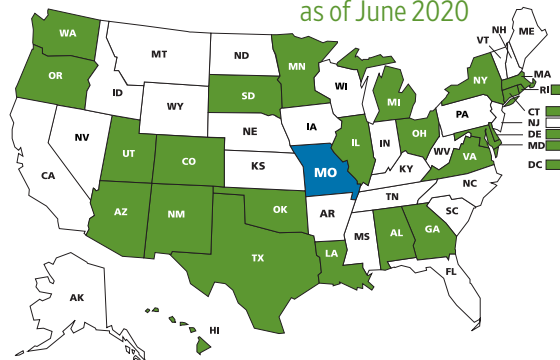 as of June 2020
WA
MT
ND
MN
VT
NH
ME
OR
ID
WY
SD
WI
MI
NY
MA
RI
CT
NJ
DE
MD
DC
NV
UT
CO
NE
IA
IL
IN
OH
PA
WV
VA
CA
KS
MO
KY
NC
AZ
NM
OK
AR
TN
SC
TX
LA
MS
AL
GA
FL
AK
HI